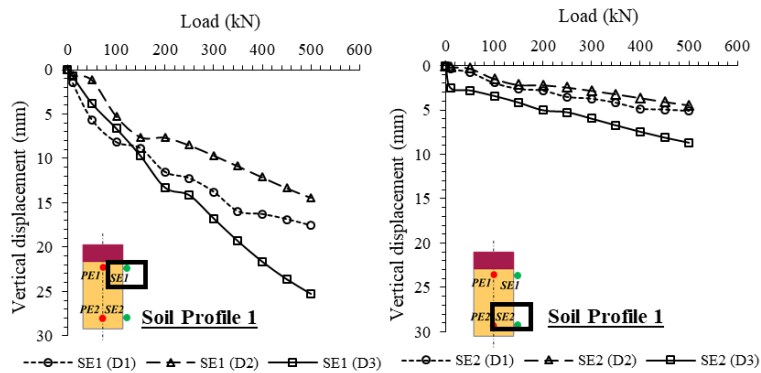 Load (kN)
0 100 200 300 400 500 600
Vertical displacement (mm)
0
5
10
15
20
25
30
PE1 SE1
PE2 SE2
Soil Profile 1
SE1 (D1) SE1 (D2) SE1 (D3)
Load (kN)
0 100 200 300 400 500 600
Vertical displacement (mm)
0
5
10
15
20
25
30
PE1 SE1
PE2 SE2
Soil Profile 1
SE2 (D1) SE2 (D2) SE2 (D3)